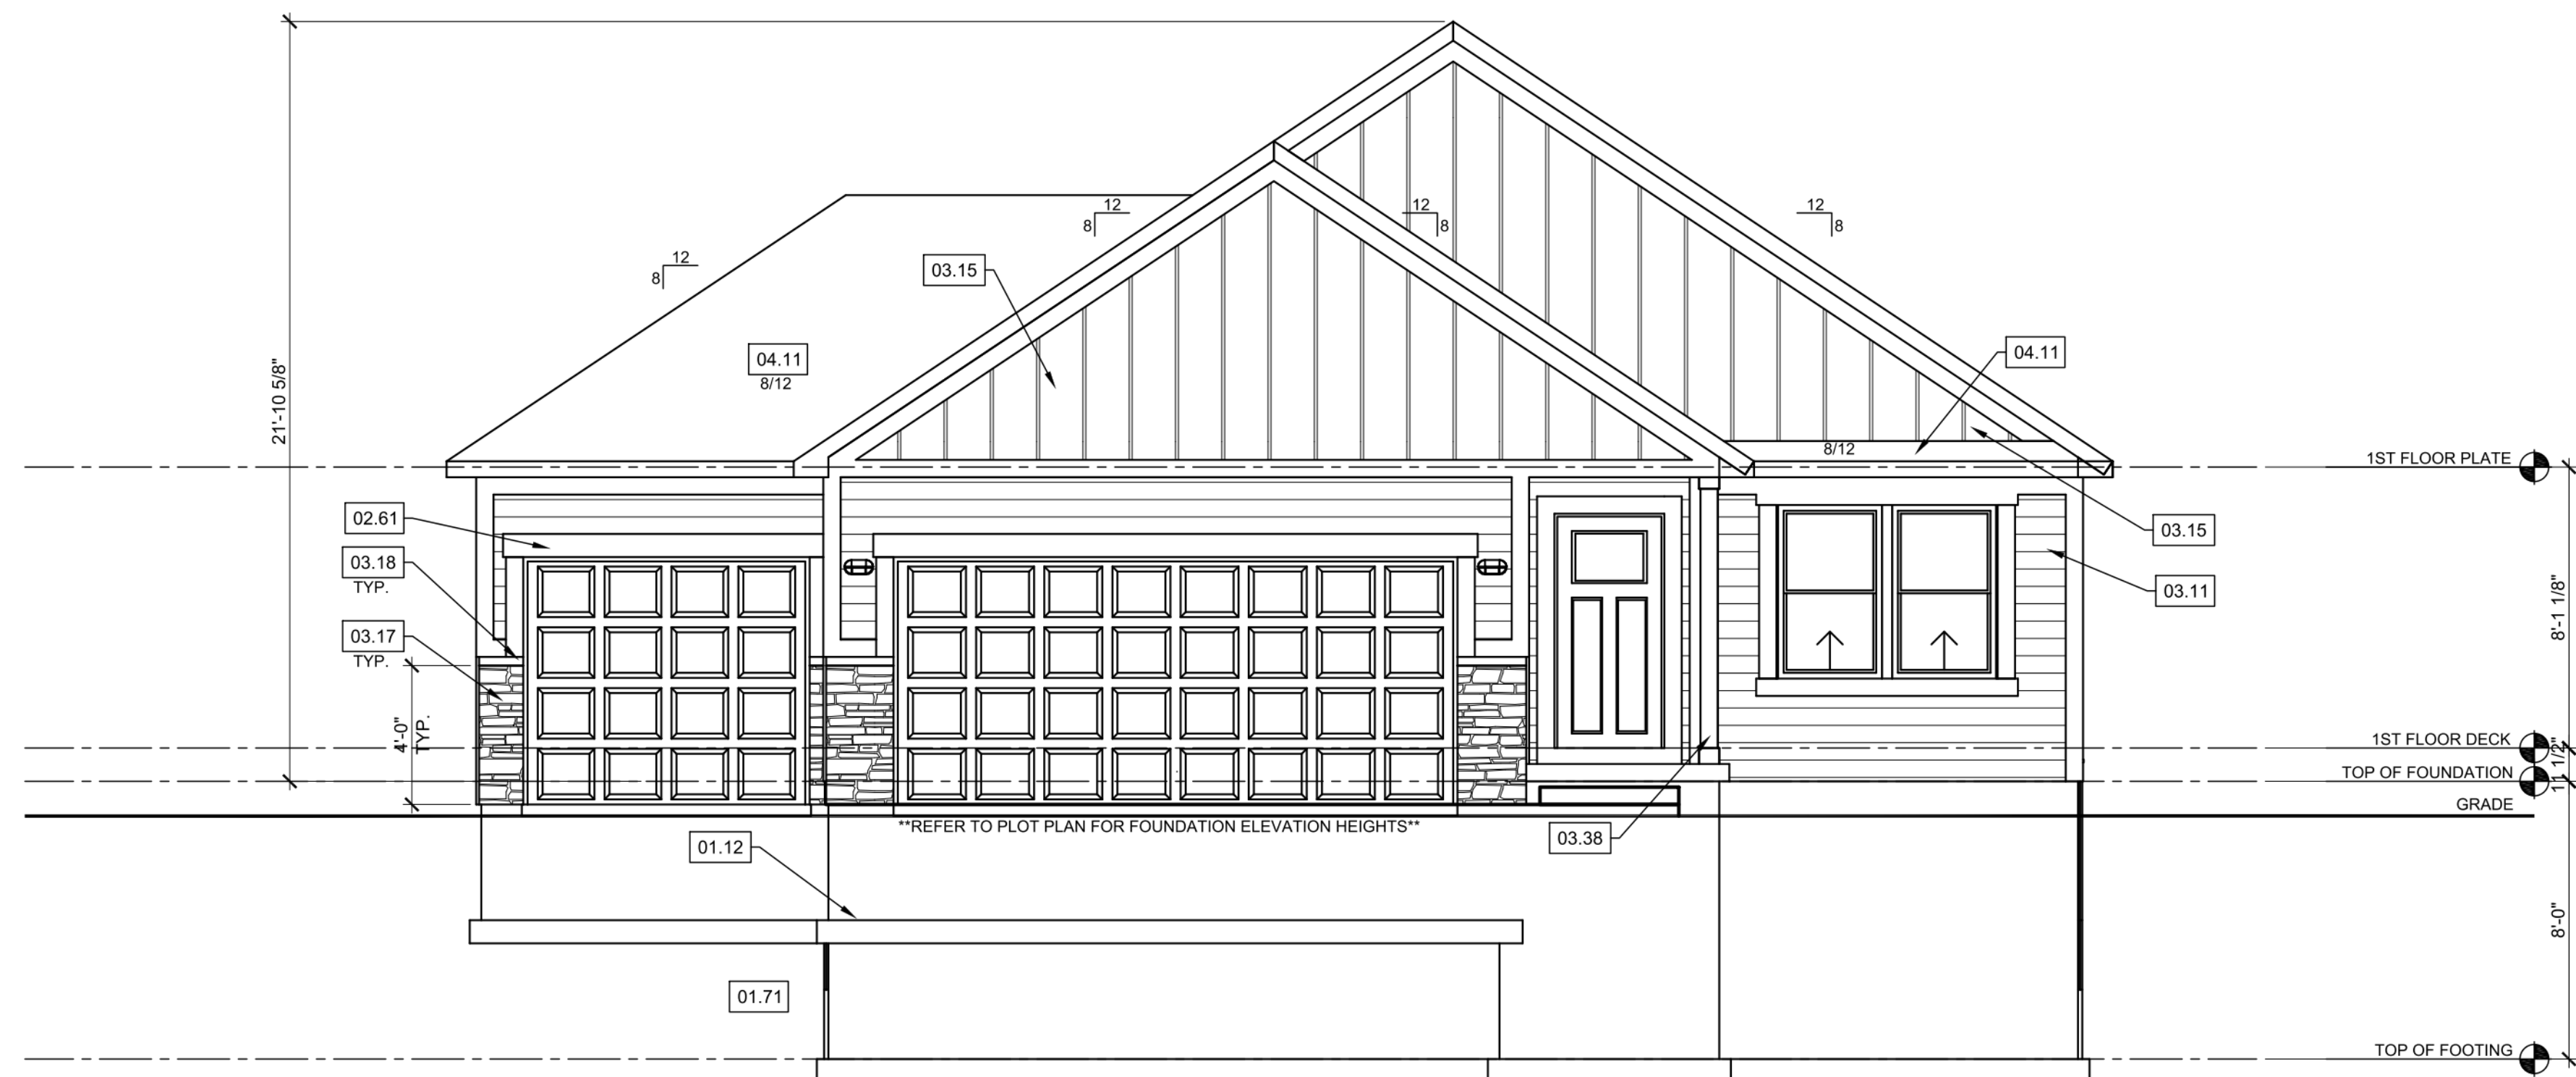 12
8
12
8
12
8
12
8
03.15
04.11
8/12
04.11
8/12
21'-10 5/8"
1ST FLOOR PLATE
02.61
03.18
TYP.
03.17
TYP.
4'-0"
TYP.
03.15
03.11
8'-1 1/8"
1ST FLOOR DECK
11 1/2"
TOP OF FOUNDATION
GRADE
**REFER TO PLOT PLAN FOR FOUNDATION ELEVATION HEIGHTS**
01.12
03.38
8'-0"
01.71
TOP OF FOOTING